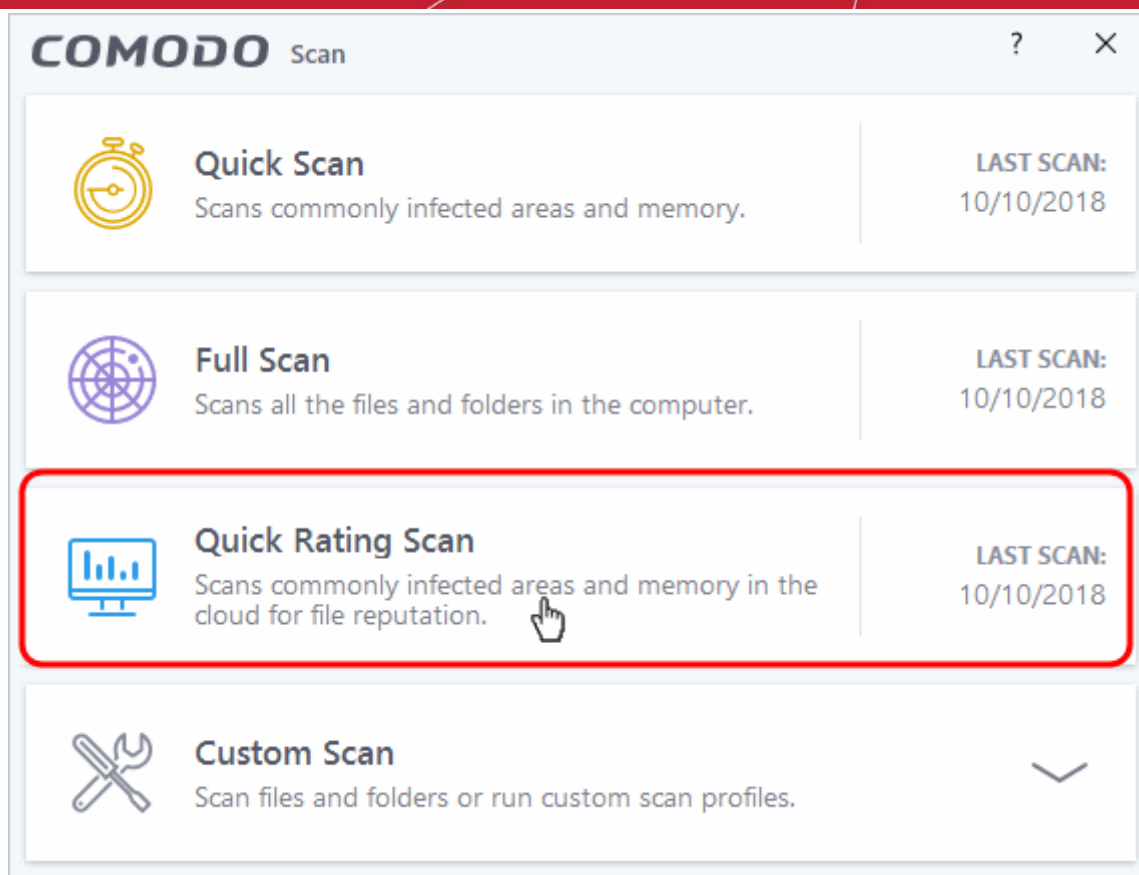 COMODO Scan ?
Quick Scan
Scans commonly infected areas and memory.
LAST SCAN:
10/10/2018
Full Scan
Scans all the files and folders in the computer.
LAST SCAN:
10/10/2018
Quick Rating Scan
Scans commonly infected areas and memory in the
cloud for file reputation.
LAST SCAN:
10/10/2018
Custom Scan
Scan files and folders or run custom scan profiles.